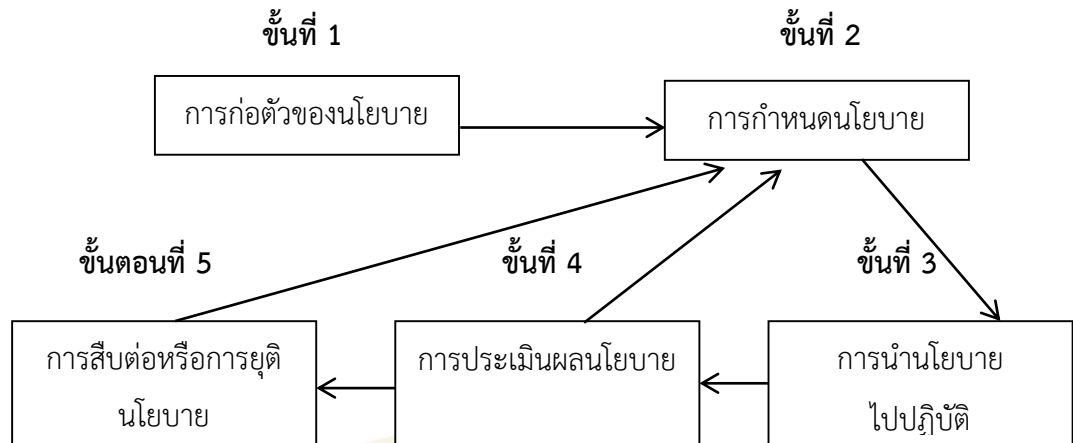 ขั้นที่ 1
ขั้นที่ 2
การก่อตัวของนโยบาย
การกำหนดนโยบาย
ขั้นตอนที่ 5
ขั้นที่ 4
ขั้นที่ 3
การสืบต่อหรือการยุติ
นโยบาย
การประเมินผลนโยบาย
การนำนโยบาย
ไปปฏิบัติ